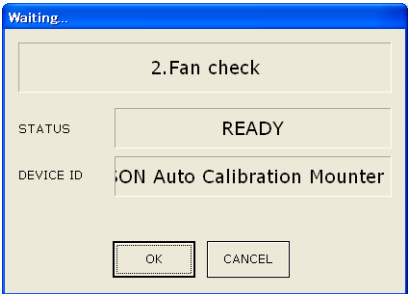 Waiting...
2.Fan check
STATUS READY
DEVICE ID SON Auto Calibration Mounter
OK CANCEL